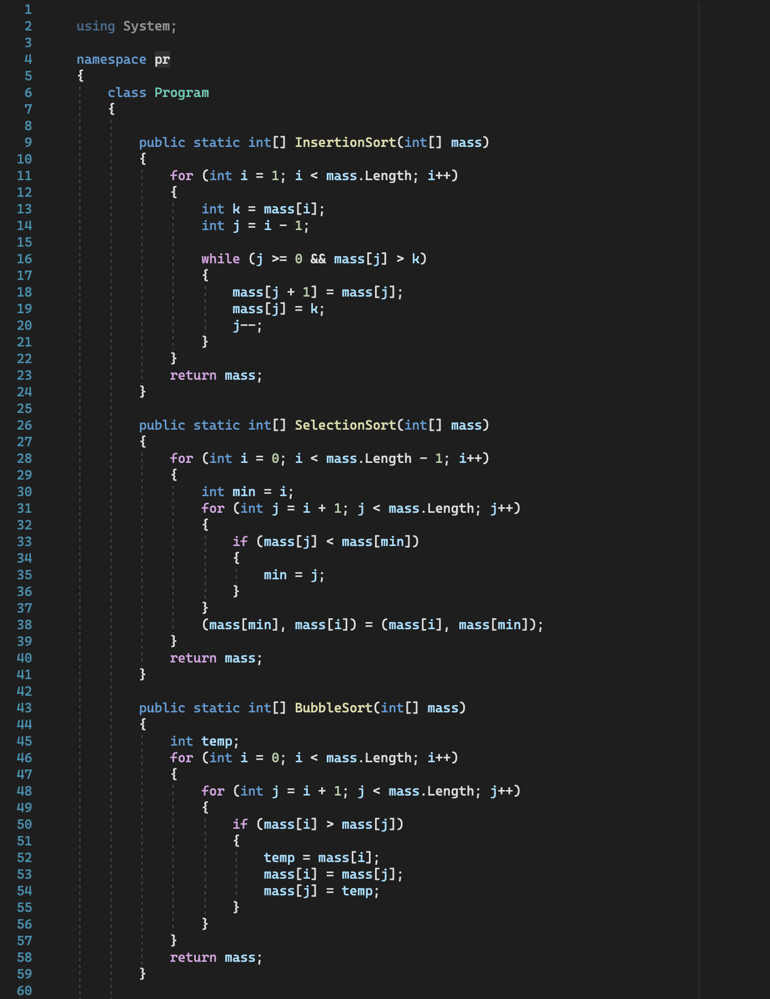 1
2 using System;
3
4 namespace pr
5 {
6 class Program
7 {
8
9 public static int[] InsertionSort(int[] mass)
10 {
11 for (int i = 1; i < mass.Length; i++)
12 {
13 int k = mass[i];
14 int j = i - 1;
15
16 while (j >= 0 && mass[j] > k)
17 {
18 mass[j + 1] = mass[j];
19 mass[j] = k;
20 j--;
21 }
22 }
23 return mass;
24 }
25
26 public static int[] SelectionSort(int[] mass)
27 {
28 for (int i = 0; i < mass.Length - 1; i++)
29 {
30 int min = i;
31 for (int j = i + 1; j < mass.Length; j++)
32 {
33 if (mass[j] < mass[min])
34 {
35 min = j;
36 }
37 }
38 (mass[min], mass[i]) = (mass[i], mass[min]);
39 }
40 return mass;
41 }
42
43 public static int[] BubbleSort(int[] mass)
44 {
45 int temp;
46 for (int i = 0; i < mass.Length; i++)
47 {
48 for (int j = i + 1; j < mass.Length; j++)
49 {
50 if (mass[i] > mass[j])
51 {
52 temp = mass[i];
53 mass[i] = mass[j];
54 mass[j] = temp;
55 }
56 }
57 }
58 return mass;
59 }
60